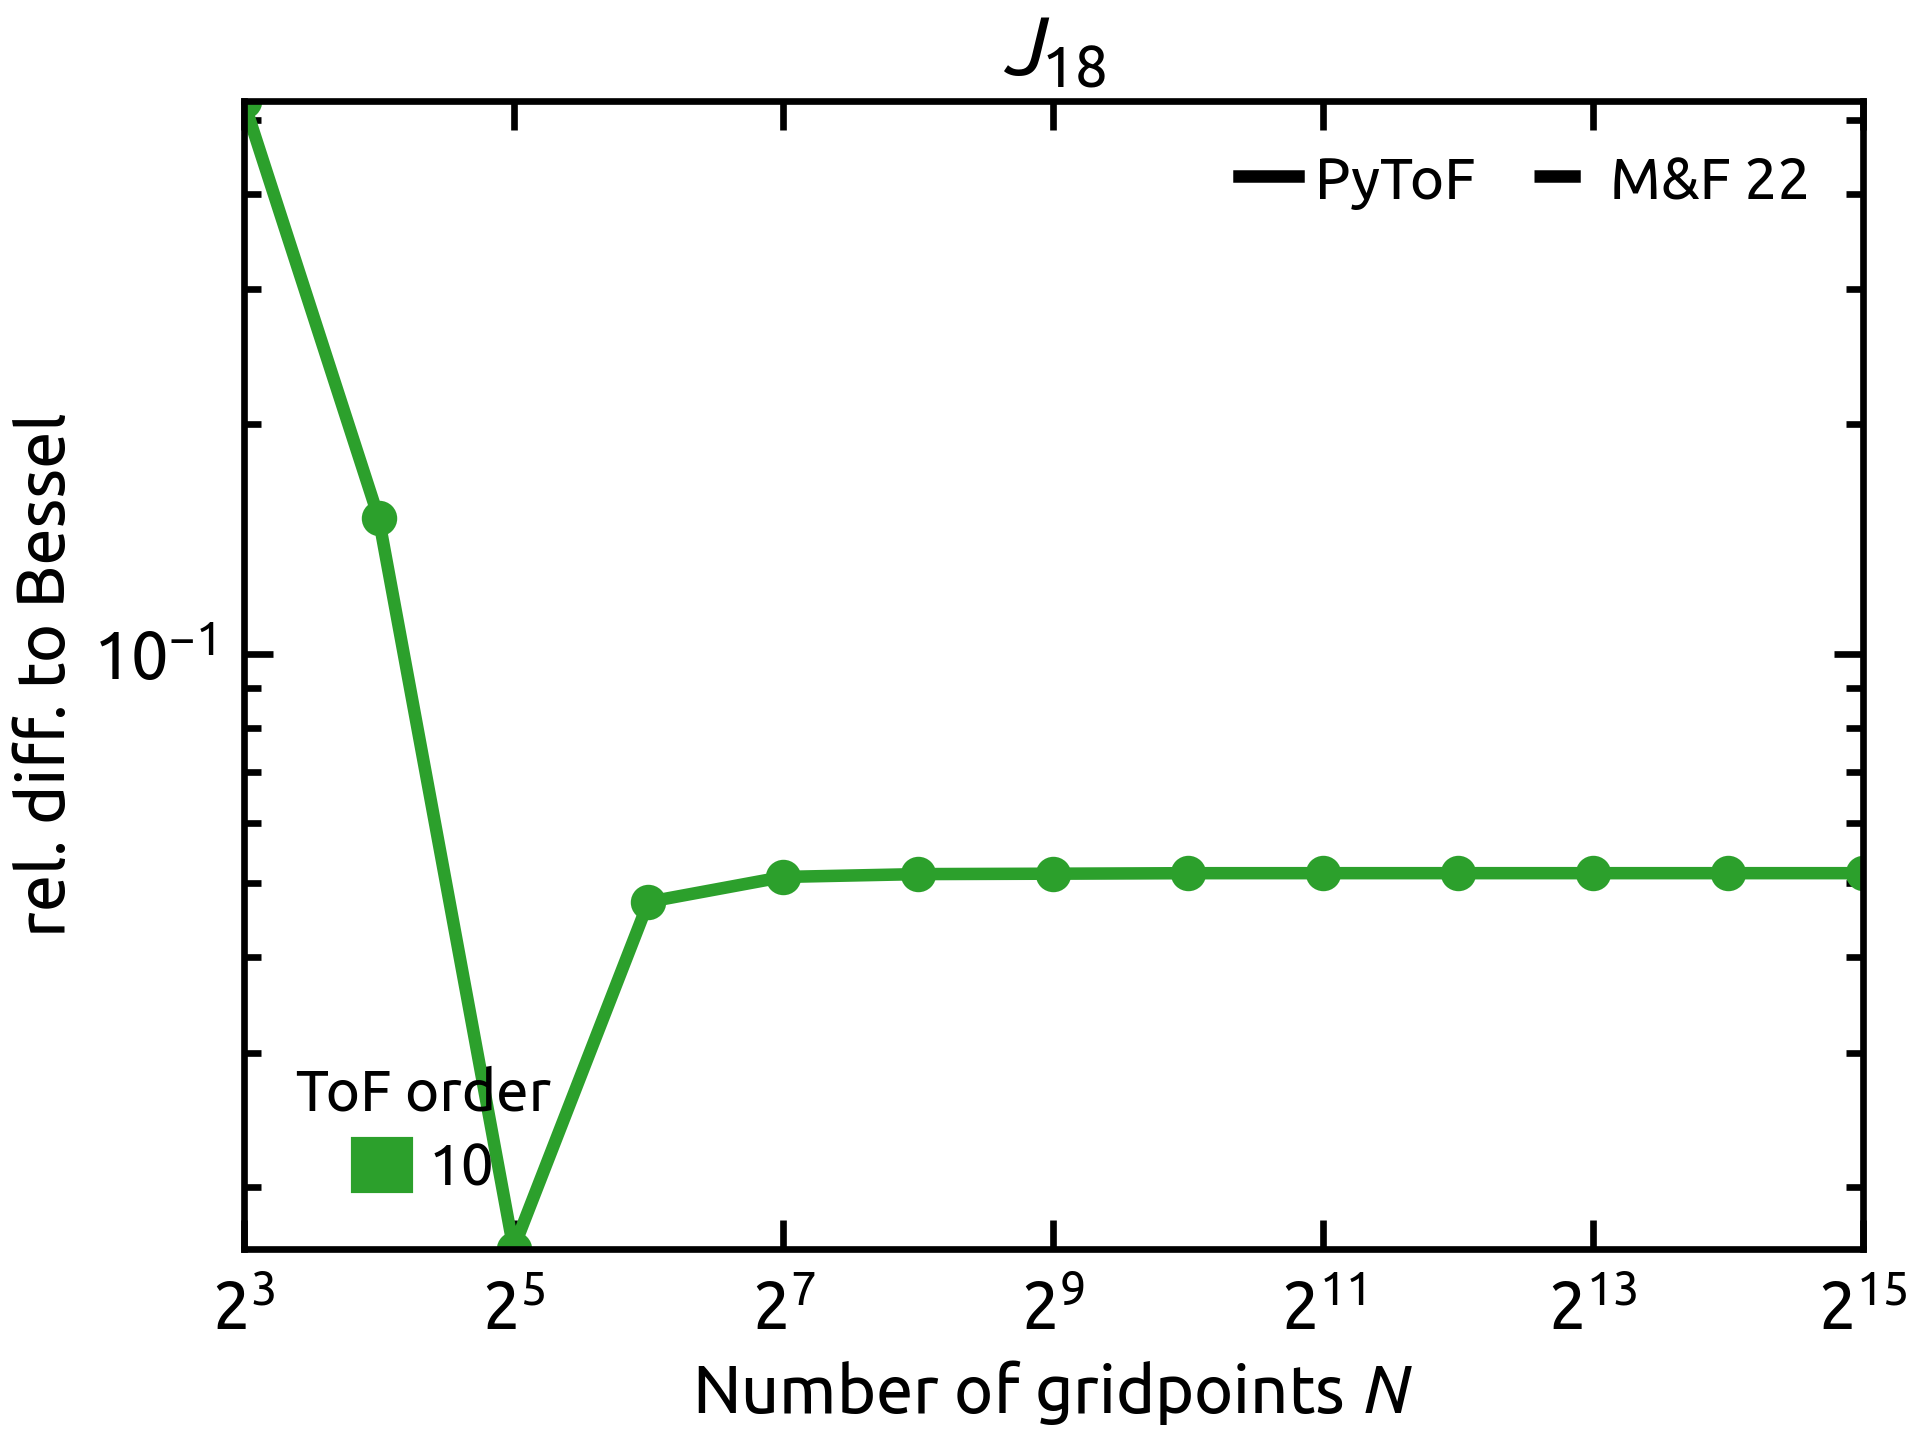 J18
PyToF M&F 22
rel. diff. to Bessel
10⁻¹
ToF order
10
2³ 2⁵ 2⁷ 2⁹ 2¹¹ 2¹³ 2¹⁵
Number of gridpoints N